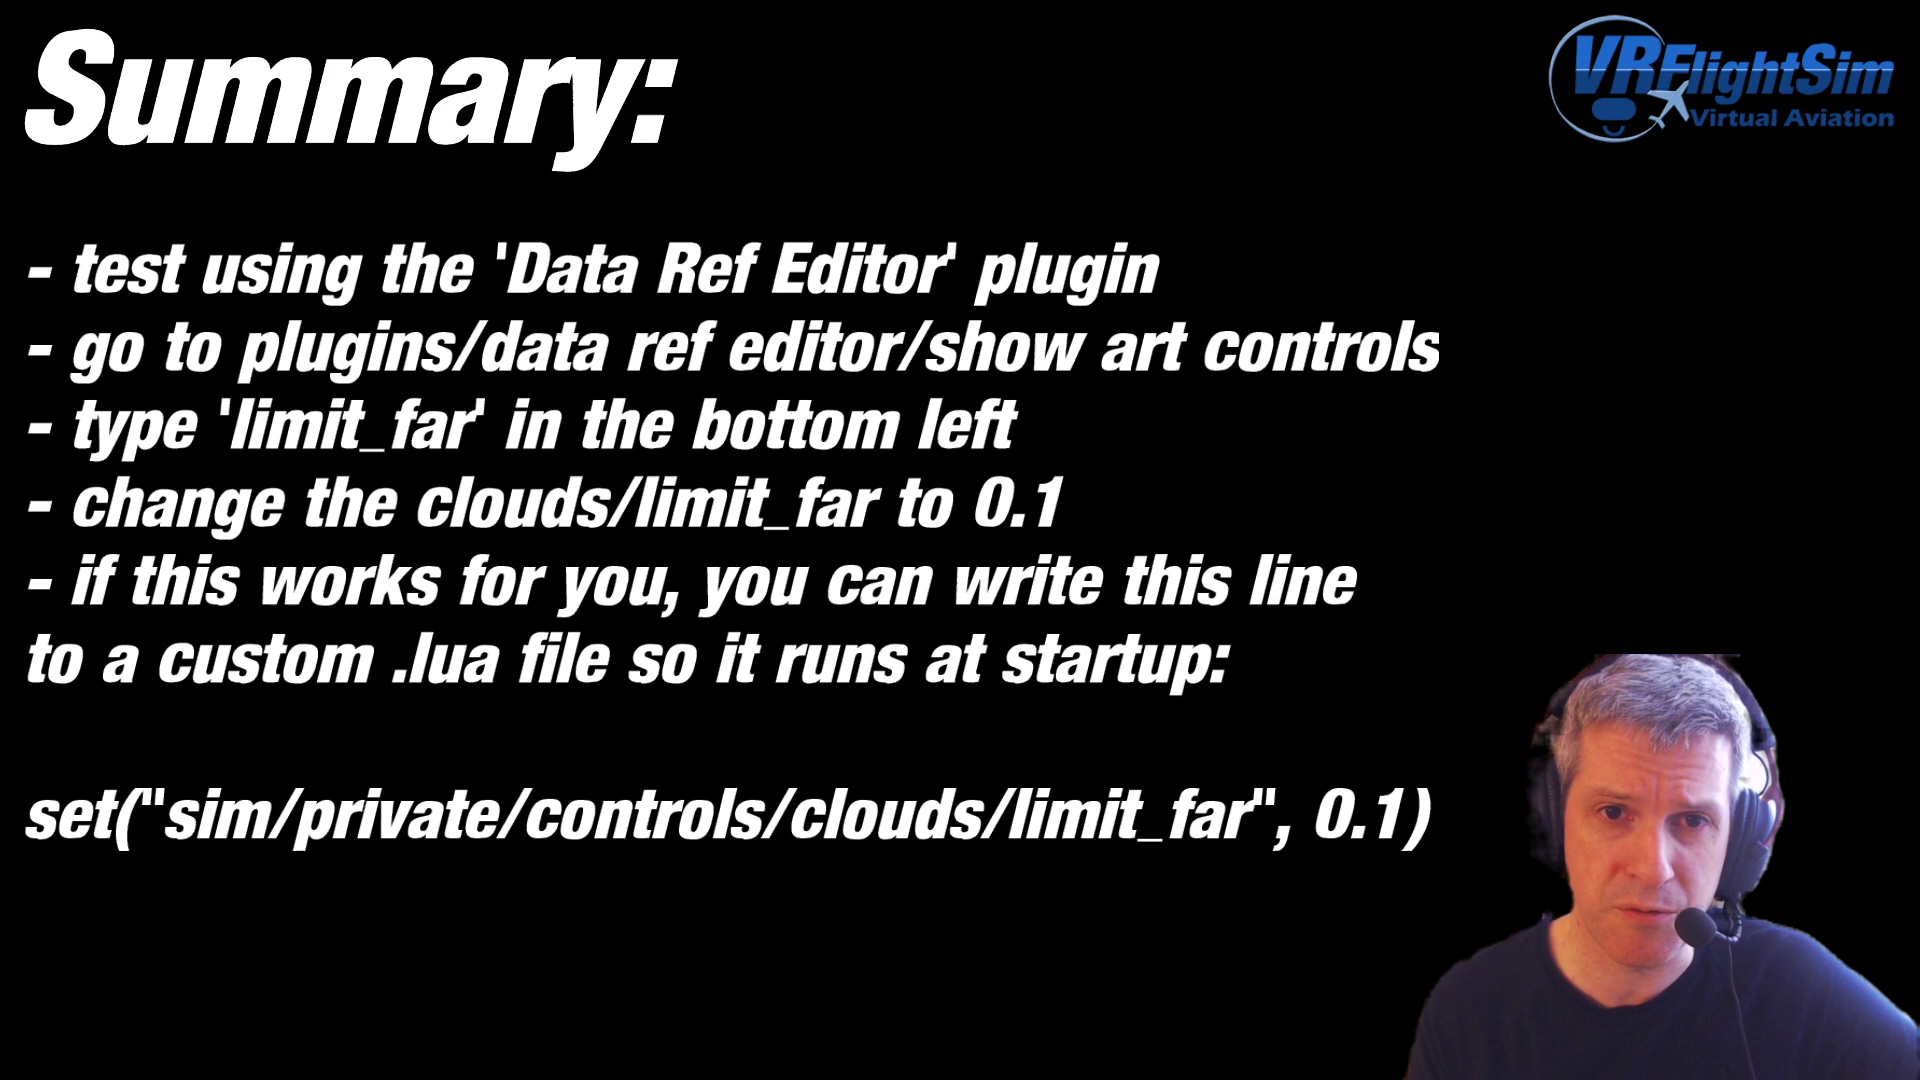 Summary:
VRFlightSim
Virtual Aviation
- test using the 'Data Ref Editor' plugin
- go to plugins/data ref editor/show art controls
- type 'limit_far' in the bottom left
- change the clouds/limit_far to 0.1
- if this works for you, you can write this line
to a custom .lua file so it runs at startup:
set("sim/private/controls/clouds/limit_far", 0.1)